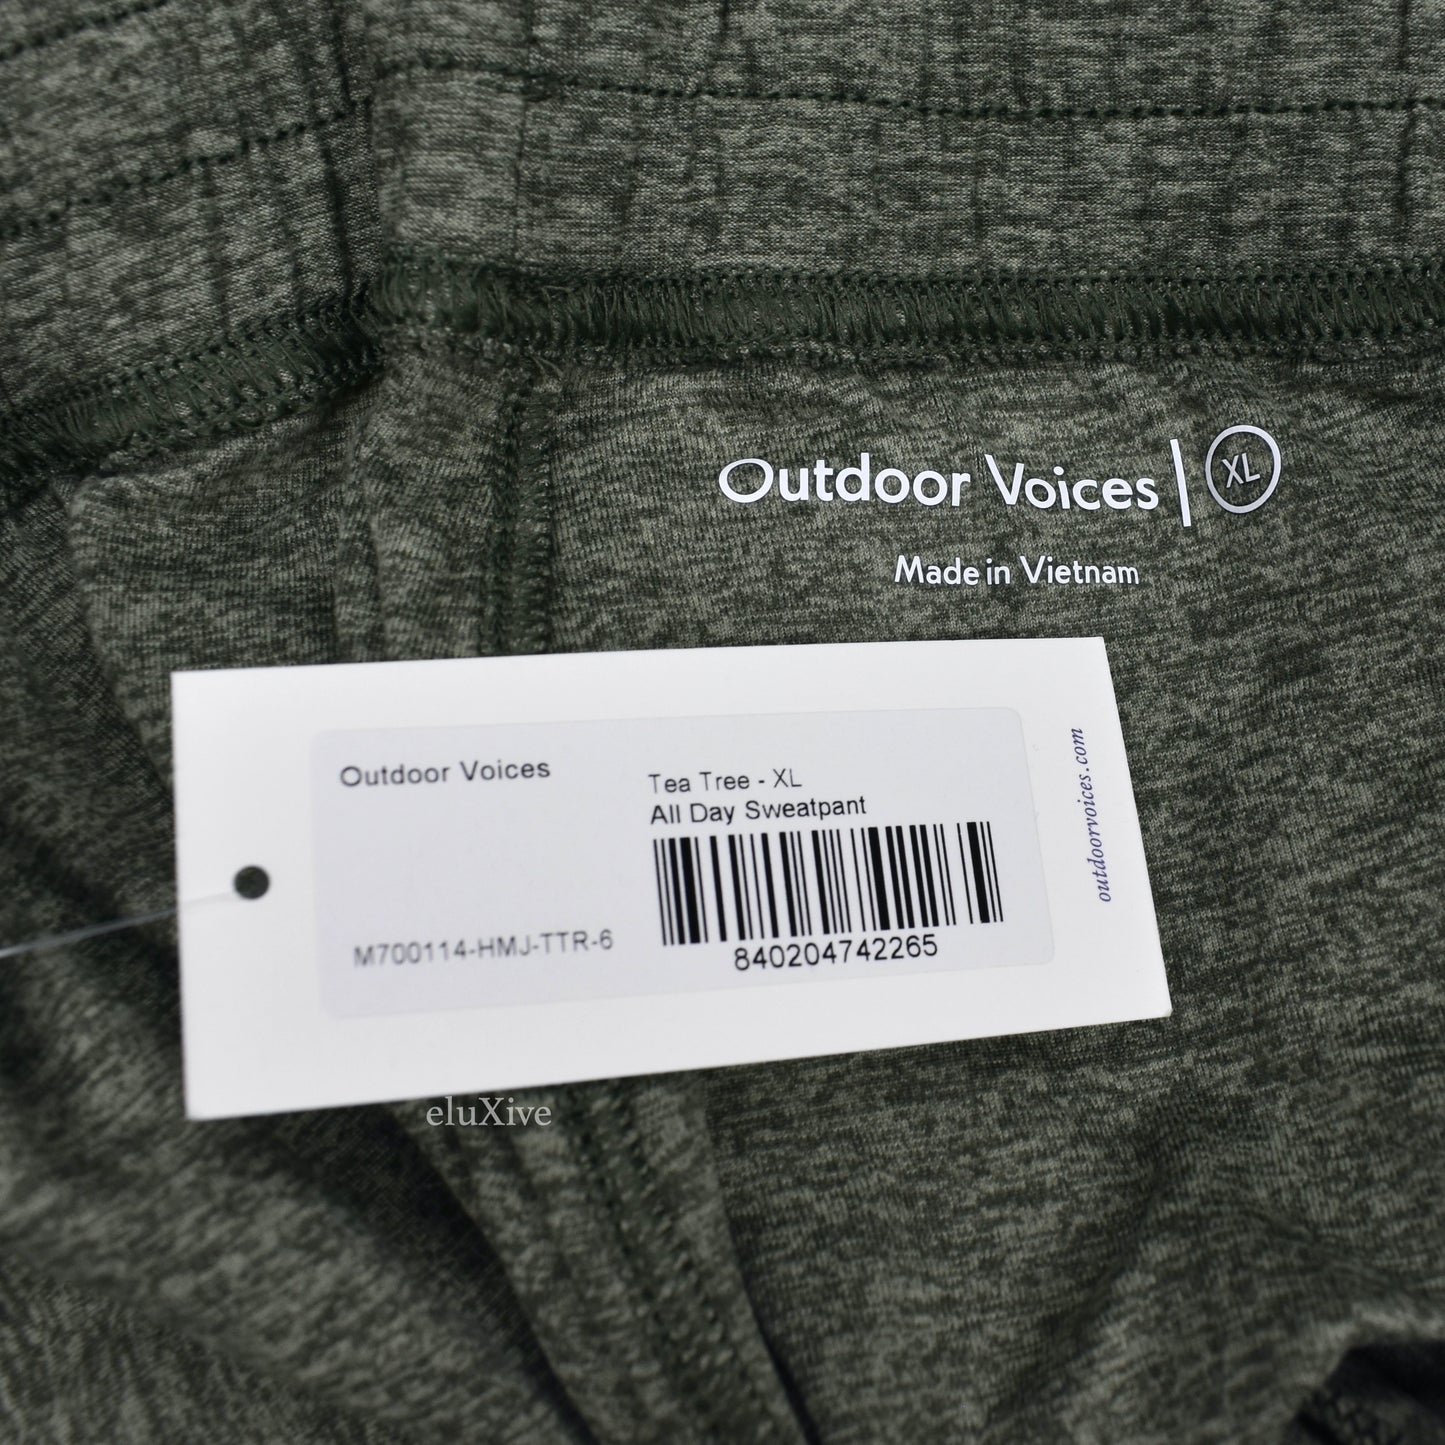 Outdoor Voices | XL
Made in Vietnam
Outdoor Voices
Tea Tree - XL
All Day Sweatpant
M700114-HMJ-TTR-6
840204742265
outdoorvoices.com
eluXive